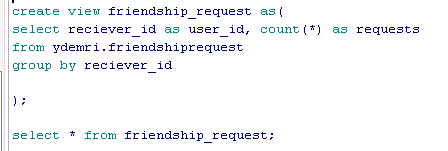 create view friendship_request as(
select reciever_id as user_id, count(*) as requests
from ydemri.friendshiprequest
group by reciever_id
);
select * from friendship_request;